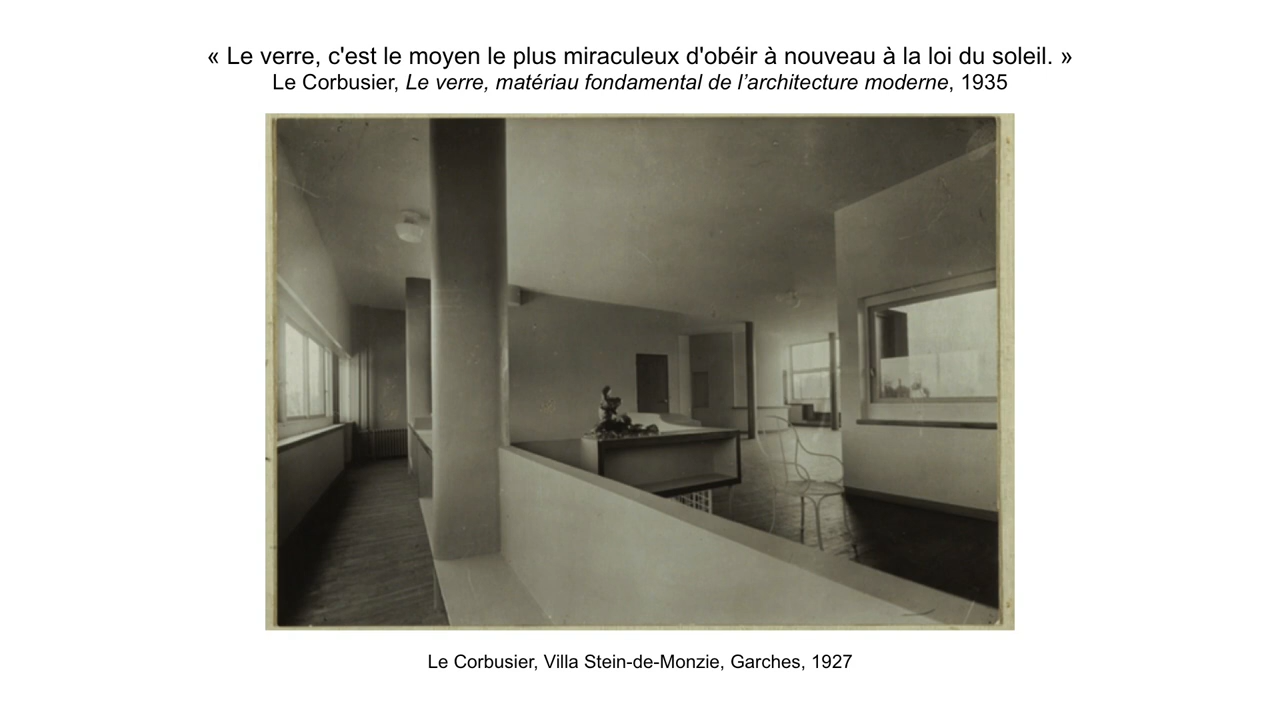 « Le verre, c'est le moyen le plus miraculeux d'obéir à nouveau à la loi du soleil. »
Le Corbusier, Le verre, matériau fondamental de l’architecture moderne, 1935
Le Corbusier, Villa Stein-de-Monzie, Garches, 1927